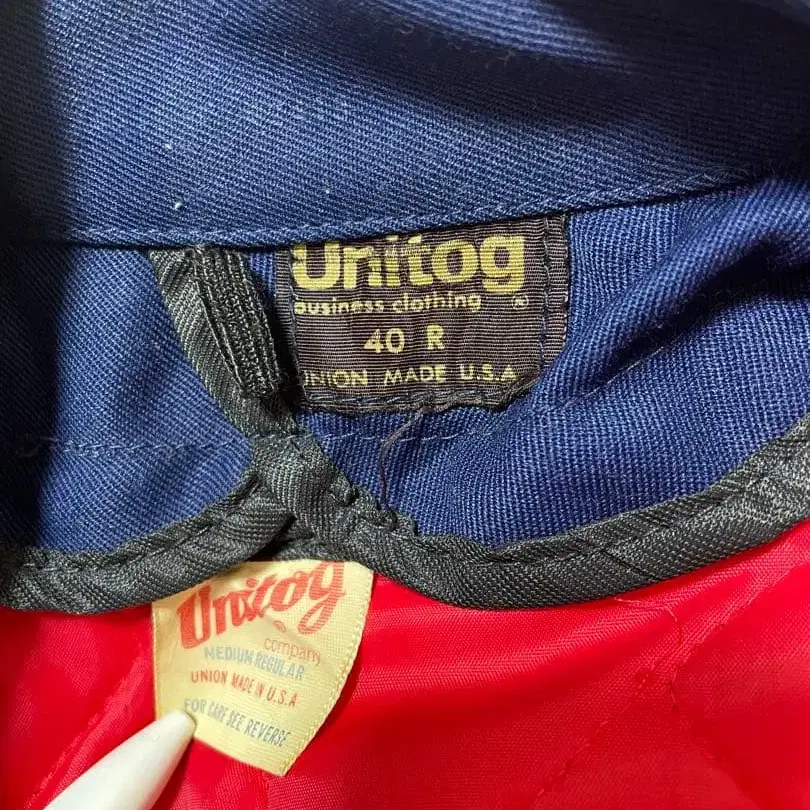 Unitog
business clothing ®
40 R
UNION MADE U.S.A
Unitog
®
company
MEDIUM REGULAR
UNION MADE IN U.S.A
FOR CARE SEE REVERSE